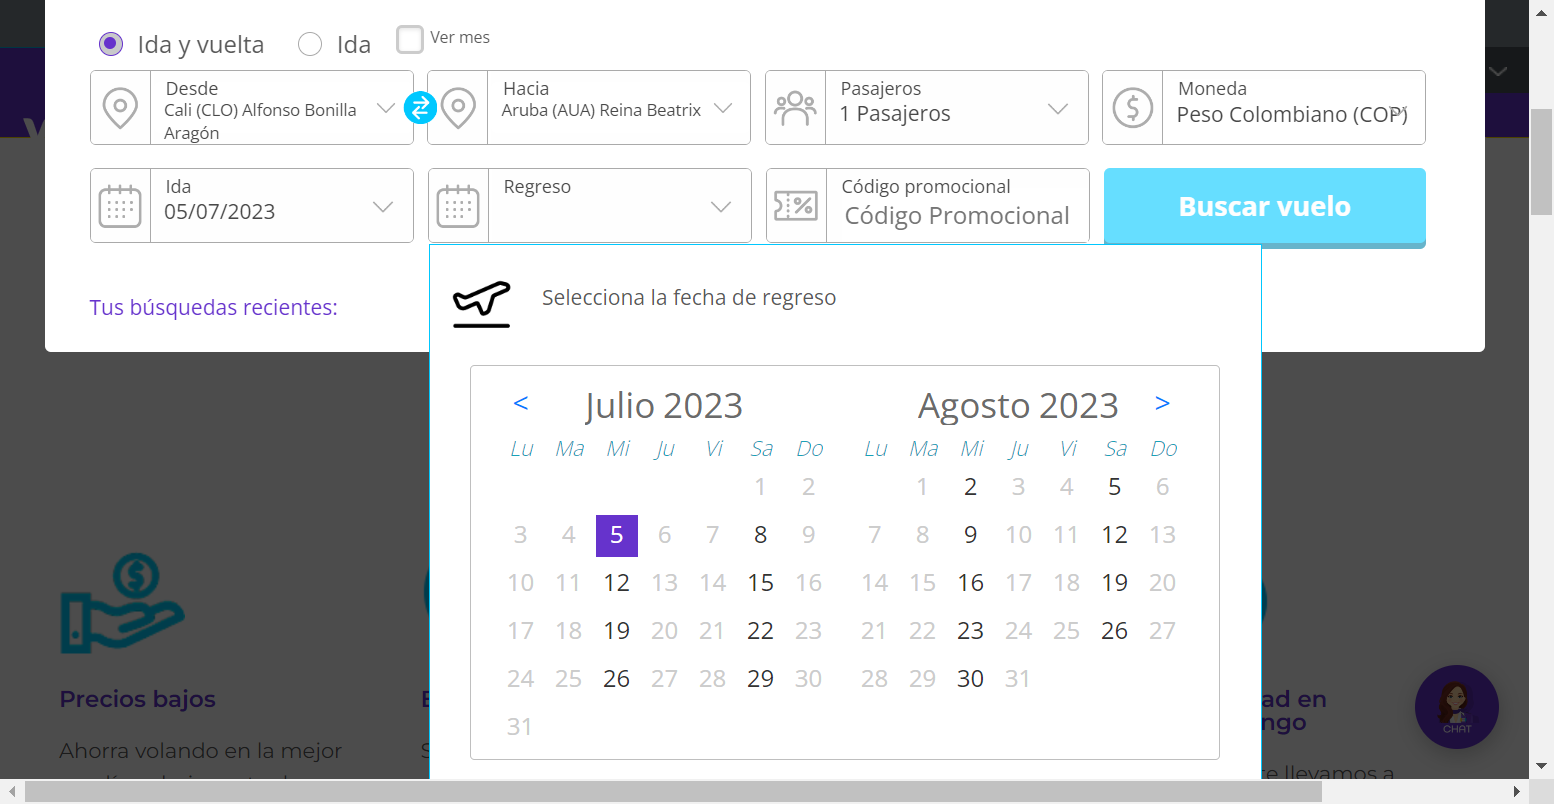 Ida y vuelta
Ida
Ver mes
Desde
Cali (CLO) Alfonso Bonilla
Aragón
Hacia
Aruba (AUA) Reina Beatrix
Pasajeros
1 Pasajeros
Moneda
Peso Colombiano (COP)
Ida
05/07/2023
Regreso
Código promocional
Código Promocional
Buscar vuelo
Tus búsquedas recientes:
Selecciona la fecha de regreso
< Julio 2023
Lu Ma Mi Ju Vi Sa Do
1 2
3 4 5 6 7 8 9
10 11 12 13 14 15 16
17 18 19 20 21 22 23
24 25 26 27 28 29 30
31
Agosto 2023 >
Lu Ma Mi Ju Vi Sa Do
1 2 3 4 5 6
7 8 9 10 11 12 13
14 15 16 17 18 19 20
21 22 23 24 25 26 27
28 29 30 31
Precios bajos
Ahorra volando en la mejor
ad en
ngo
te llevamos a
CHAT